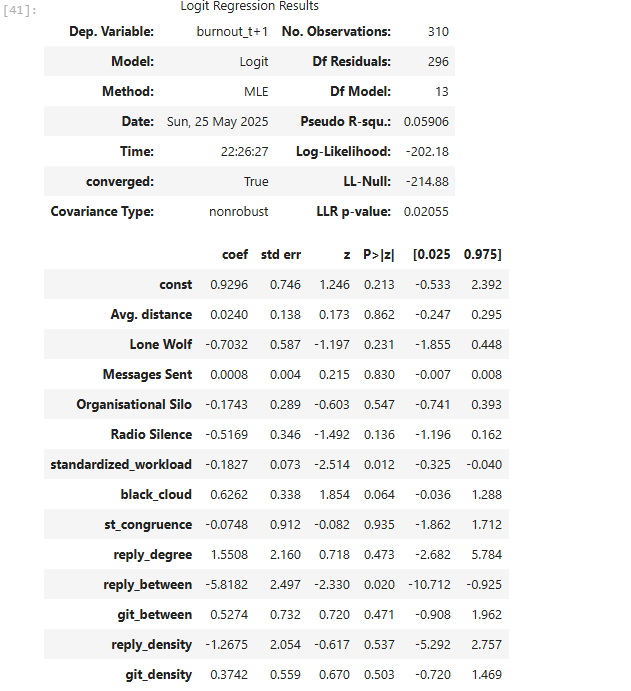 [41]:
Logit Regression Results
Dep. Variable: burnout_t+1 No. Observations: 310
Model: Logit Df Residuals: 296
Method: MLE Df Model: 13
Date: Sun, 25 May 2025 Pseudo R-squ.: 0.05906
Time: 22:26:27 Log-Likelihood: -202.18
converged: True LL-Null: -214.88
Covariance Type: nonrobust LLR p-value: 0.02055
coef std err z P>|z| [0.025 0.975]
const 0.9296 0.746 1.246 0.213 -0.533 2.392
Avg. distance 0.0240 0.138 0.173 0.862 -0.247 0.295
Lone Wolf -0.7032 0.587 -1.197 0.231 -1.855 0.448
Messages Sent 0.0008 0.004 0.215 0.830 -0.007 0.008
Organisational Silo -0.1743 0.289 -0.603 0.547 -0.741 0.393
Radio Silence -0.5169 0.346 -1.492 0.136 -1.196 0.162
standardized_workload -0.1827 0.073 -2.514 0.012 -0.325 -0.040
black_cloud 0.6262 0.338 1.854 0.064 -0.036 1.288
st_congruence -0.0748 0.912 -0.082 0.935 -1.862 1.712
reply_degree 1.5508 2.160 0.718 0.473 -2.682 5.784
reply_between -5.8182 2.497 -2.330 0.020 -10.712 -0.925
git_between 0.5274 0.732 0.720 0.471 -0.908 1.962
reply_density -1.2675 2.054 -0.617 0.537 -5.292 2.757
git_density 0.3742 0.559 0.670 0.503 -0.720 1.469